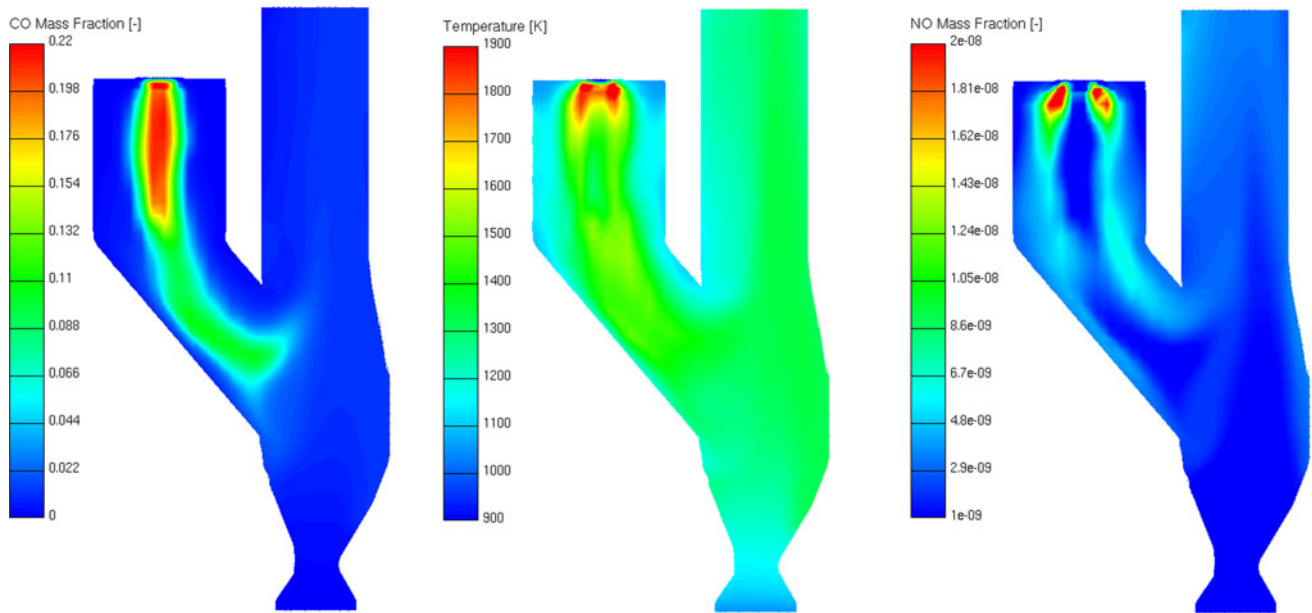 CO Mass Fraction [-]
0.22
0.198
0.176
0.154
0.132
0.11
0.088
0.066
0.044
0.022
0
Temperature [K]
1900
1800
1700
1600
1500
1400
1300
1200
1100
1000
900
NO Mass Fraction [-]
2e-08
1.81e-08
1.62e-08
1.43e-08
1.24e-08
1.05e-08
8.6e-09
6.7e-09
4.8e-09
2.9e-09
1e-09